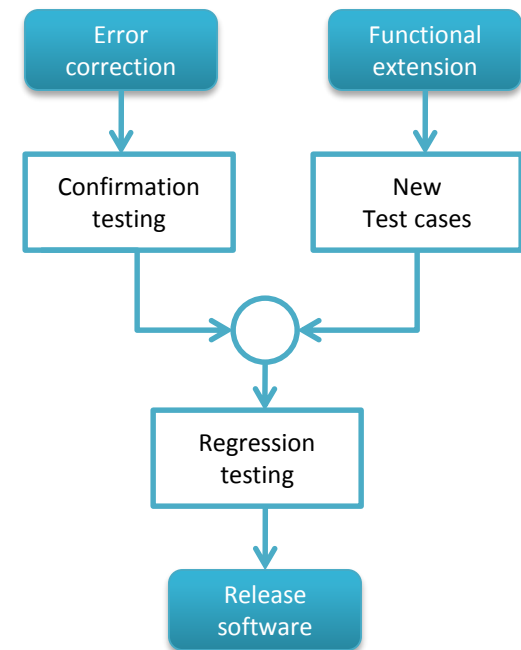 Error
correction
Functional
extension
Confirmation
testing
New
Test cases
Regression
testing
Release
software